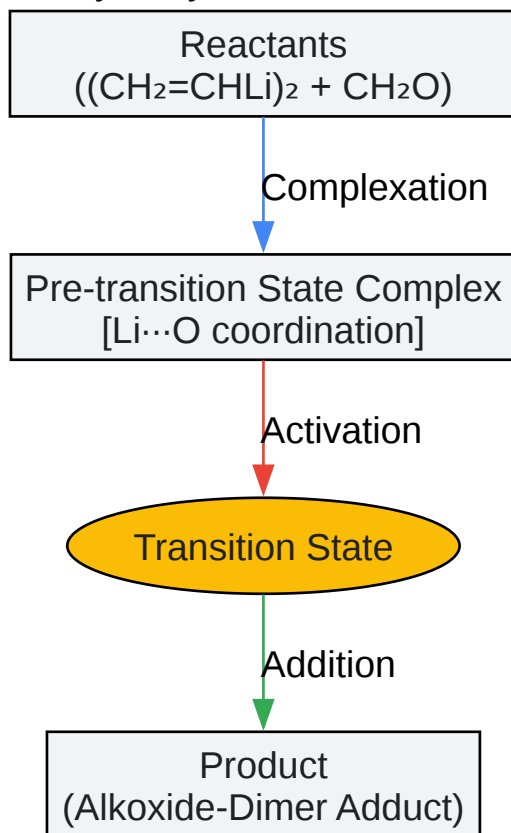 Reactants
((CH₂=CHLi)₂ + CH₂O)
Complexation
Pre-transition State Complex
[Li···O coordination]
Activation
Transition State
Addition
Product
(Alkoxide-Dimer Adduct)